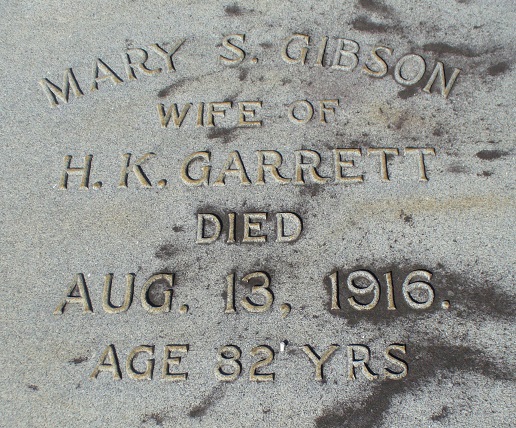 MARY S. GIBSON
WIFE OF
H. K. GARRETT
DIED
AUG. 13, 1916.
AGE 82 YRS